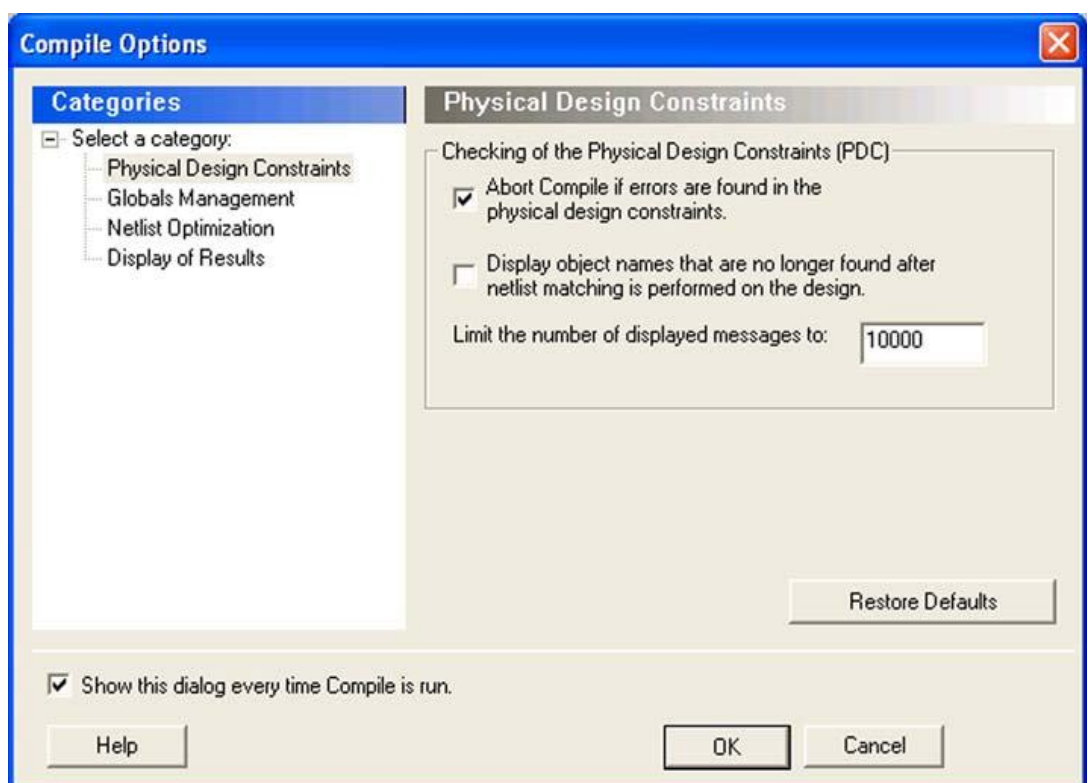 Compile Options
Categories
Select a category:
Physical Design Constraints
Globals Management
Netlist Optimization
Display of Results
Physical Design Constraints
Checking of the Physical Design Constraints (PDC)
Abort Compile if errors are found in the
physical design constraints.
Display object names that are no longer found after
netlist matching is performed on the design.
Limit the number of displayed messages to: 10000
Restore Defaults
Show this dialog every time Compile is run.
Help OK Cancel